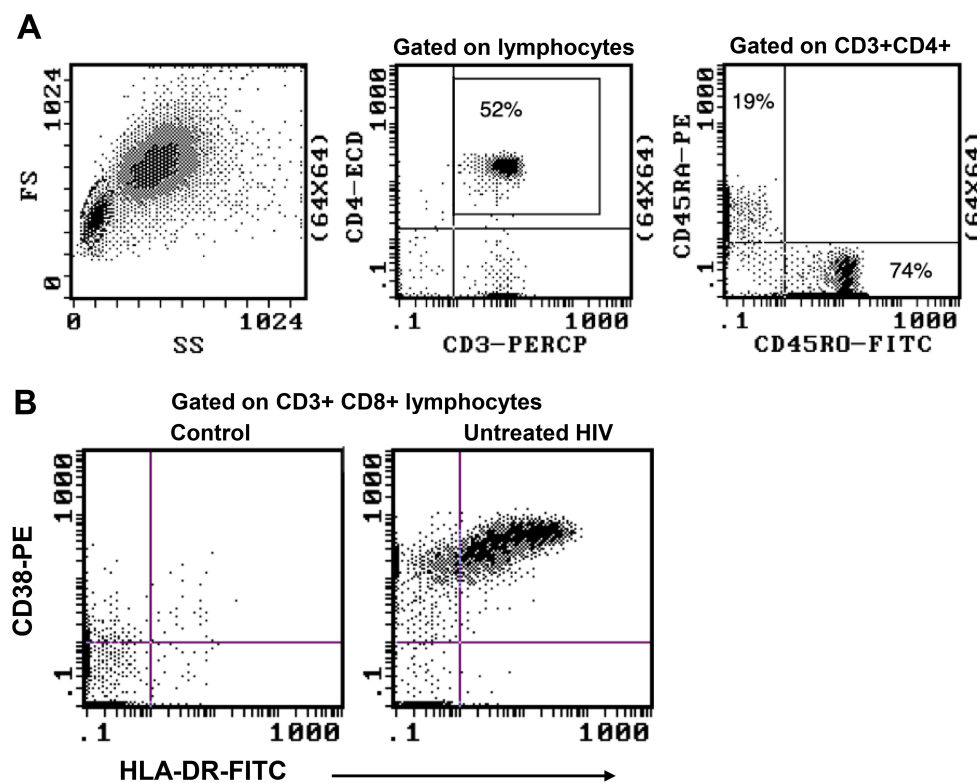 A
Gated on lymphocytes
Gated on CD3+CD4+
1024
FS
0
0 1024
SS
(64X64)
1000
CD4-ECD
.1
52%
.1 1000
CD3-PERCP
(64X64)
1000
CD45RA-PE
.1
19%
74%
.1 1000
CD45RO-FITC
(64X64)
B
Gated on CD3+ CD8+ lymphocytes
Control
Untreated HIV
CD38-PE
1000
.1
.1 1000
1000
.1
.1 1000
HLA-DR-FITC